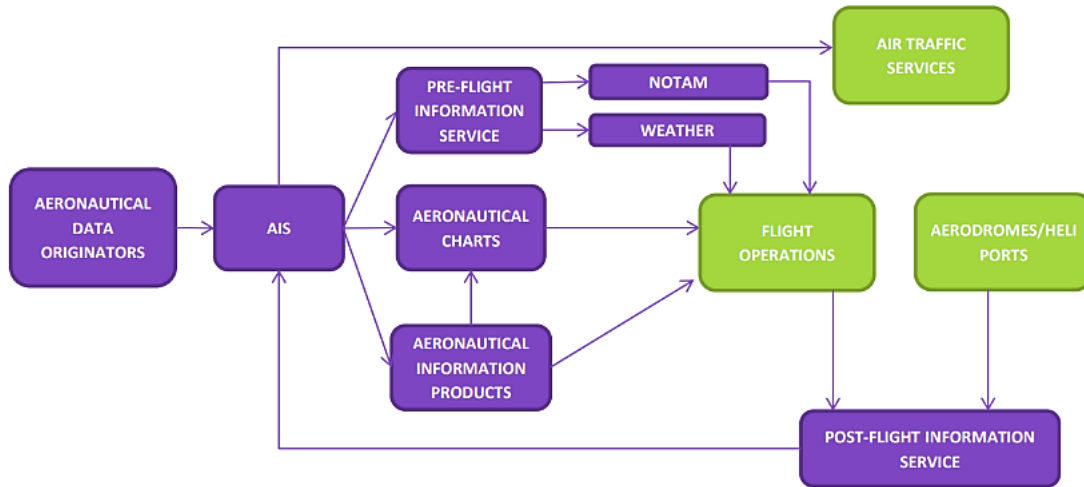 AIR TRAFFIC
SERVICES
PRE-FLIGHT
INFORMATION
SERVICE
NOTAM
WEATHER
AERONAUTICAL
DATA
ORIGINATORS
AIS
AERONAUTICAL
CHARTS
FLIGHT
OPERATIONS
AERODROMES/HELI
PORTS
AERONAUTICAL
INFORMATION
PRODUCTS
POST-FLIGHT INFORMATION
SERVICE